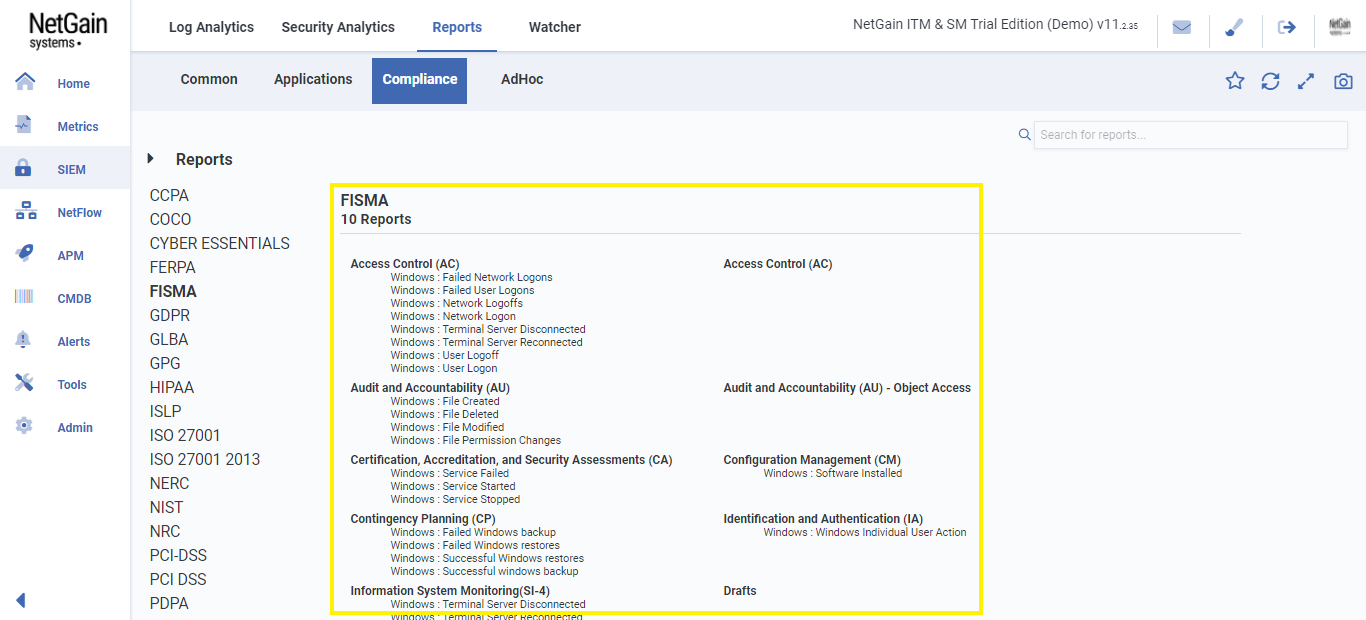 NetGain
systems
Log Analytics
Security Analytics
Reports
Watcher
NetGain ITM & SM Trial Edition (Demo) v11.2.35
NetGain
Home
Metrics
SIEM
NetFlow
APM
CMDB
Alerts
Tools
Admin
Common
Applications
Compliance
AdHoc
Search for reports...
Reports
CCPA
COCO
CYBER ESSENTIALS
FERPA
FISMA
GDPR
GLBA
GPG
HIPAA
ISLP
ISO 27001
ISO 27001 2013
NERC
NIST
NRC
PCI-DSS
PCI DSS
PDPA
FISMA
10 Reports
Access Control (AC)
Windows : Failed Network Logons
Windows : Failed User Logons
Windows : Network Logoffs
Windows : Network Logon
Windows : Terminal Server Disconnected
Windows : Terminal Server Reconnected
Windows : User Logoff
Windows : User Logon
Access Control (AC)
Audit and Accountability (AU)
Windows : File Created
Windows : File Deleted
Windows : File Modified
Windows : File Permission Changes
Audit and Accountability (AU) - Object Access
Certification, Accreditation, and Security Assessments (CA)
Windows : Service Failed
Windows : Service Started
Windows : Service Stopped
Configuration Management (CM)
Windows : Software Installed
Contingency Planning (CP)
Windows : Failed Windows backup
Windows : Failed Windows restores
Windows : Successful Windows restores
Windows : Successful windows backup
Identification and Authentication (IA)
Windows : Windows Individual User Action
Information System Monitoring(SI-4)
Windows : Terminal Server Disconnected
Windows : Terminal Server Reconnected
Drafts